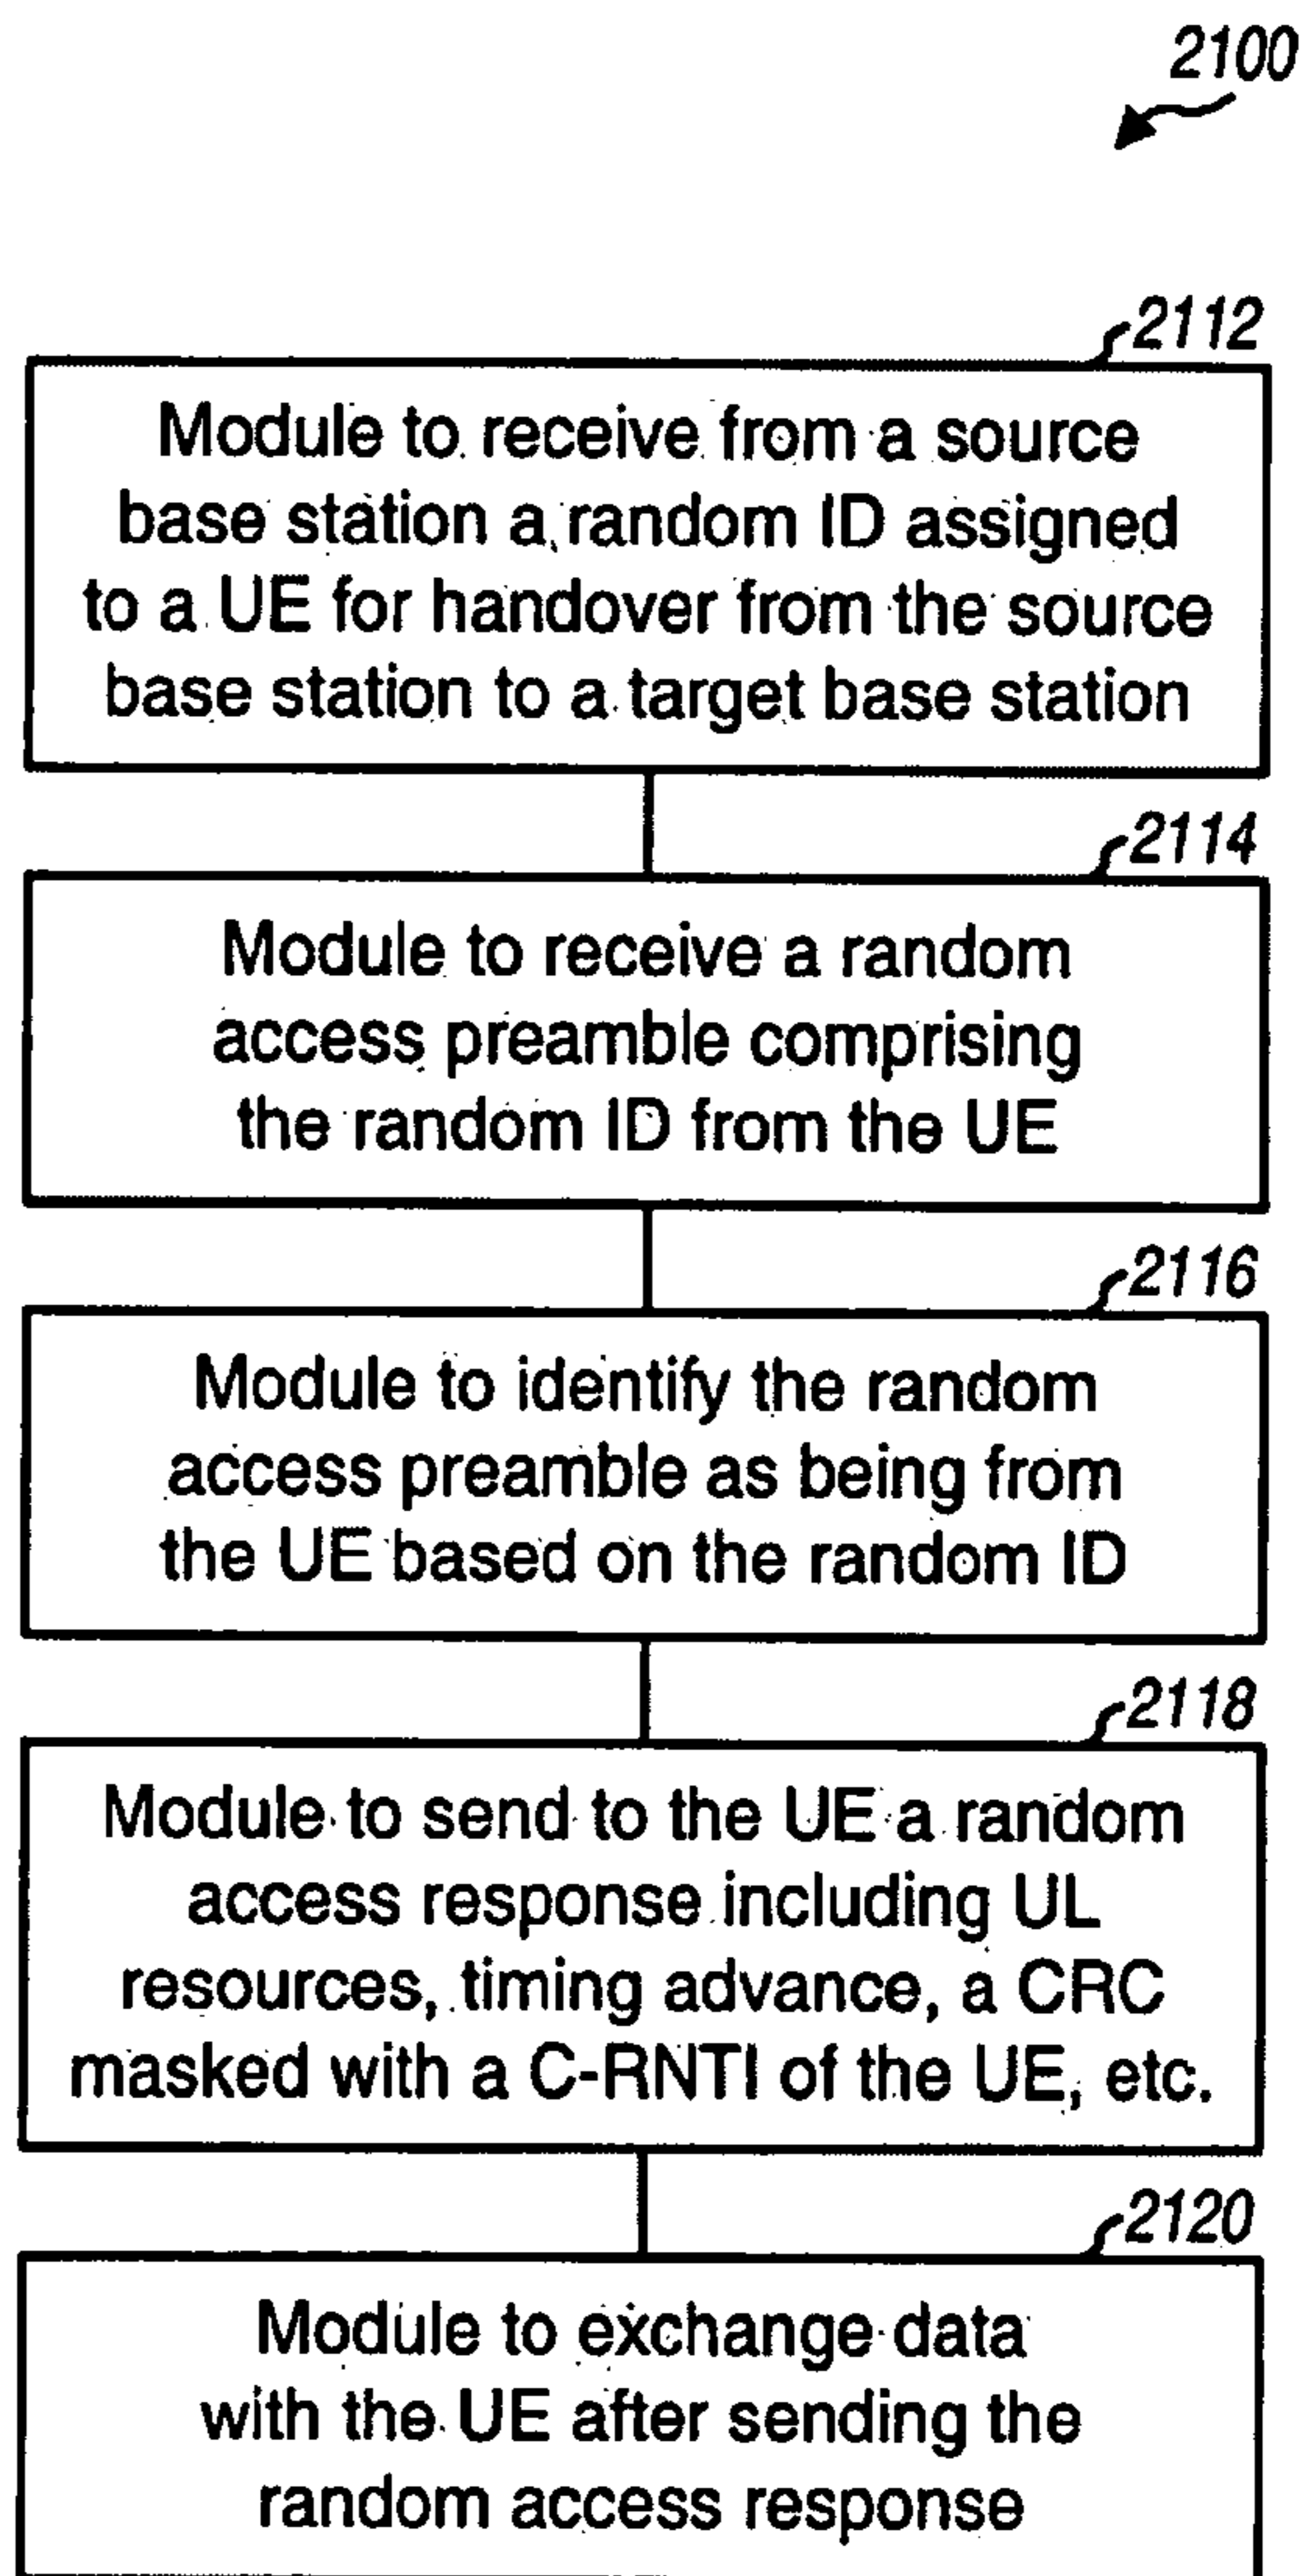 2100
2112
Module to receive from a source
base station a random ID assigned
to a UE for handover from the source
base station to a target base station
2114
Module to receive a random
access preamble comprising
the random ID from the UE
2116
Module to identify the random
access preamble as being from
the UE based on the random ID
2118
Module to send to the UE a random
access response including UL
resources, timing advance, a CRC
masked with a C-RNTI of the UE, etc.
2120
Module to exchange data
with the UE after sending the
random access response